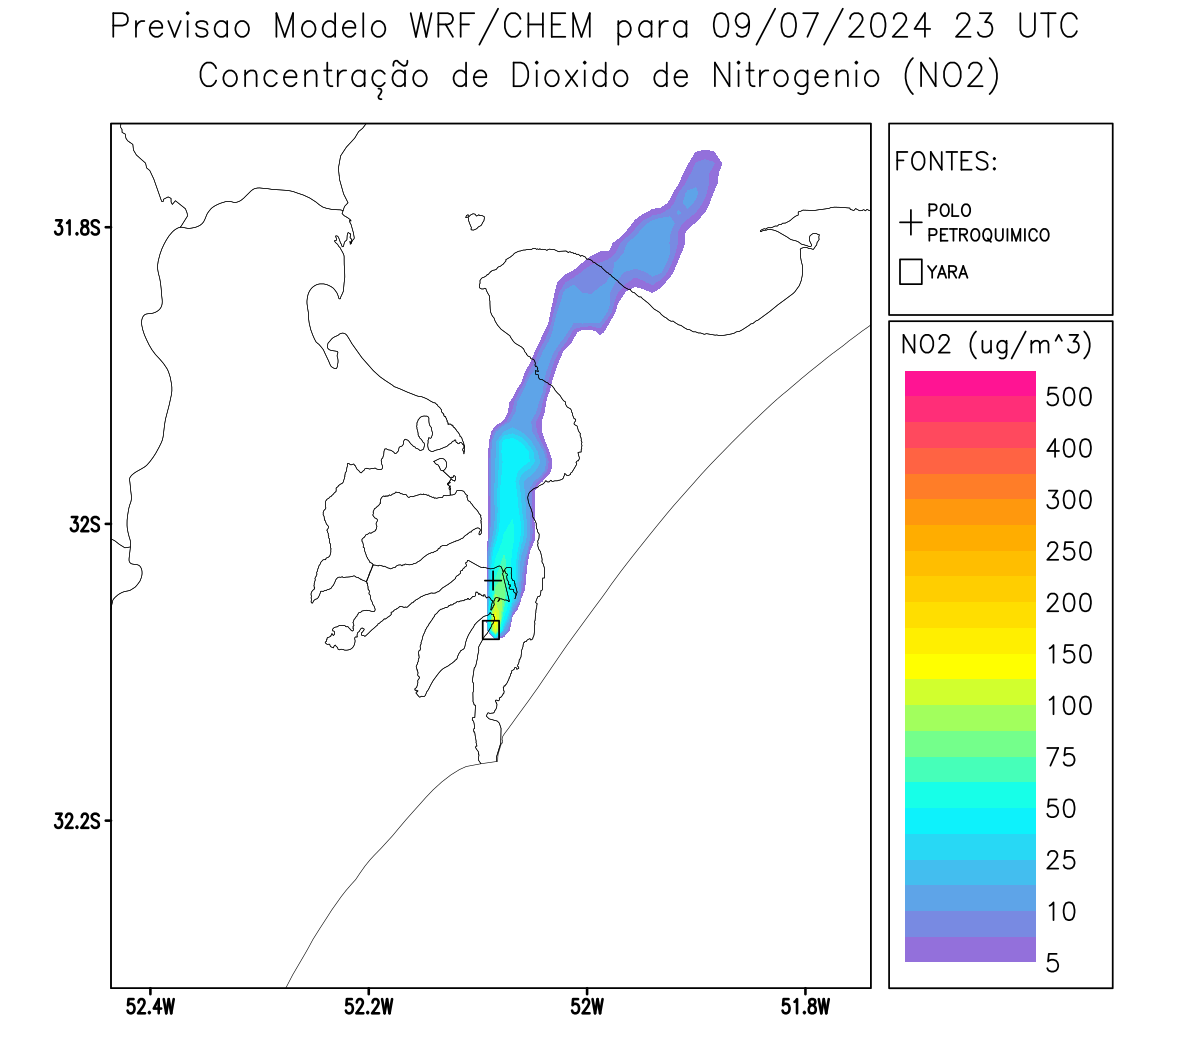 Previsao Modelo WRF/CHEM para 09/07/2024 23 UTC
Concentração de Dioxido de Nitrogenio (NO2)
FONTES:
POLO
PETROQUIMICO
YARA
NO2 (ug/m^3)
500
400
300
250
200
150
100
75
50
25
10
5
31.8S
32S
32.2S
52.4W
52.2W
52W
51.8W